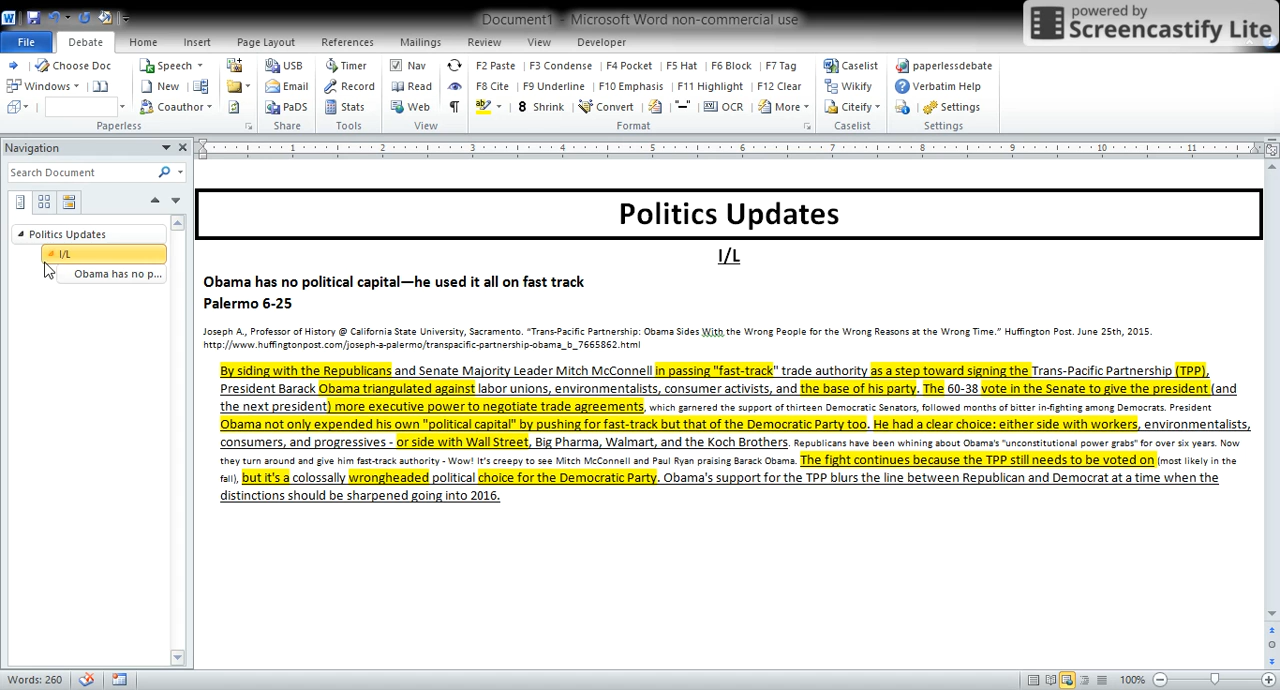 Document1 - Microsoft Word non-commercial use
powered by
Screencastify Lite
File Debate Home Insert Page Layout References Mailings Review View Developer
Choose Doc Speech USB Timer Nav F2 Paste F3 Condense F4 Pocket F5 Hat F6 Block F7 Tag Caselist paperlessdebate
Windows New Email Record Read F8 Cite F9 Underline F10 Emphasis F11 Highlight F12 Clear Wikify Verbatim Help
Coauthor PaDS Stats Web 8 Shrink Convert "–" OCR More Citeify Settings
Paperless Share Tools View Format Caselist Settings
Navigation
Search Document
Politics Updates
I/L
Obama has no p...
1 2 3 4 5 6 7 8 9 10 11
Politics Updates
I/L
Obama has no political capital—he used it all on fast track
Palermo 6-25
Joseph A., Professor of History @ California State University, Sacramento. “Trans-Pacific Partnership: Obama Sides With the Wrong People for the Wrong Reasons at the Wrong Time.” Huffington Post. June 25th, 2015.
http://www.huffingtonpost.com/joseph-a-palermo/transpacific-partnership-obama_b_7665862.html
By siding with the Republicans and Senate Majority Leader Mitch McConnell in passing "fast-track" trade authority as a step toward signing the Trans-Pacific Partnership (TPP),
President Barack Obama triangulated against labor unions, environmentalists, consumer activists, and the base of his party. The 60-38 vote in the Senate to give the president (and
the next president) more executive power to negotiate trade agreements, which garnered the support of thirteen Democratic Senators, followed months of bitter in-fighting among Democrats. President
Obama not only expended his own "political capital" by pushing for fast-track but that of the Democratic Party too. He had a clear choice: either side with workers, environmentalists,
consumers, and progressives - or side with Wall Street, Big Pharma, Walmart, and the Koch Brothers. Republicans have been whining about Obama's "unconstitutional power grabs" for over six years. Now
they turn around and give him fast-track authority - Wow! It's creepy to see Mitch McConnell and Paul Ryan praising Barack Obama. The fight continues because the TPP still needs to be voted on (most likely in the
fall), but it's a colossally wrongheaded political choice for the Democratic Party. Obama's support for the TPP blurs the line between Republican and Democrat at a time when the
distinctions should be sharpened going into 2016.
Words: 260
100%